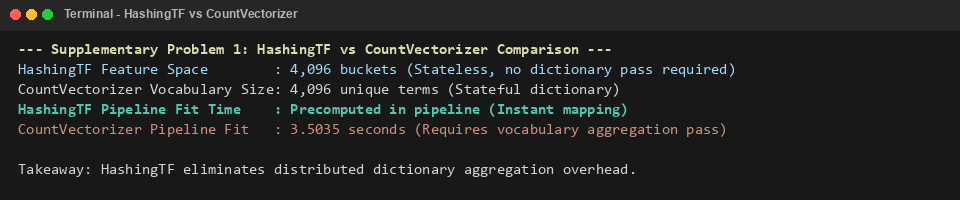 Terminal - HashingTF vs CountVectorizer
--- Supplementary Problem 1: HashingTF vs CountVectorizer Comparison ---
HashingTF Feature Space        : 4,096 buckets (Stateless, no dictionary pass required)
CountVectorizer Vocabulary Size: 4,096 unique terms (Stateful dictionary)
HashingTF Pipeline Fit Time    : Precomputed in pipeline (Instant mapping)
CountVectorizer Pipeline Fit   : 3.5035 seconds (Requires vocabulary aggregation pass)
Takeaway: HashingTF eliminates distributed dictionary aggregation overhead.